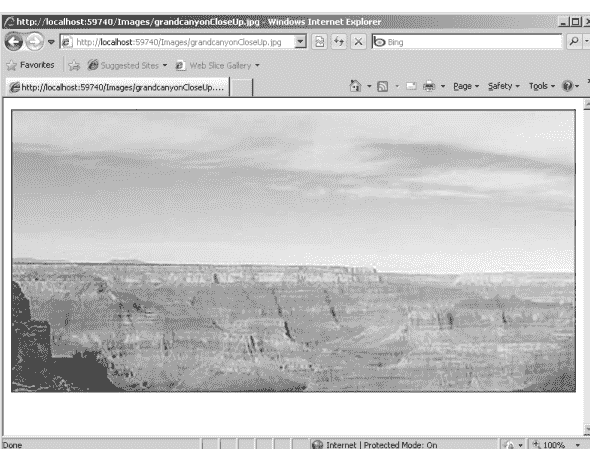 http://localhost:59740/Images/grandcanyonCloseUp.jpg - Windows Internet Explorer
http://localhost:59740/Images/grandcanyonCloseUp.jpg
Bing
Favorites
Suggested Sites
Web Slice Gallery
http://localhost:59740/Images/grandcanyonCloseUp....
Page
Safety
Tools
Done
Internet | Protected Mode: On
100%